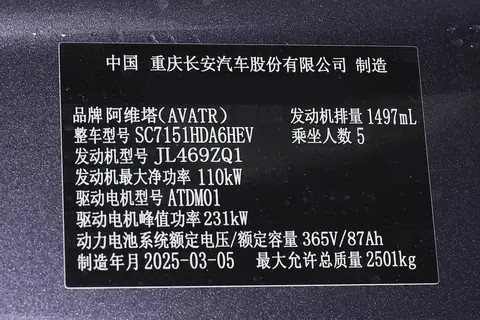 中国 重庆长安汽车股份有限公司 制造
品牌 阿维塔(AVATR) 发动机排量 1497mL
整车型号 SC7151HDA6HEV 乘坐人数 5
发动机型号 JL469ZQ1
发动机最大净功率 110kW
驱动电机型号 ATDM01
驱动电机峰值功率 231kW
动力电池系统额定电压/额定容量 365V/87Ah
制造年月 2025-03-05 最大允许总质量 2501kg